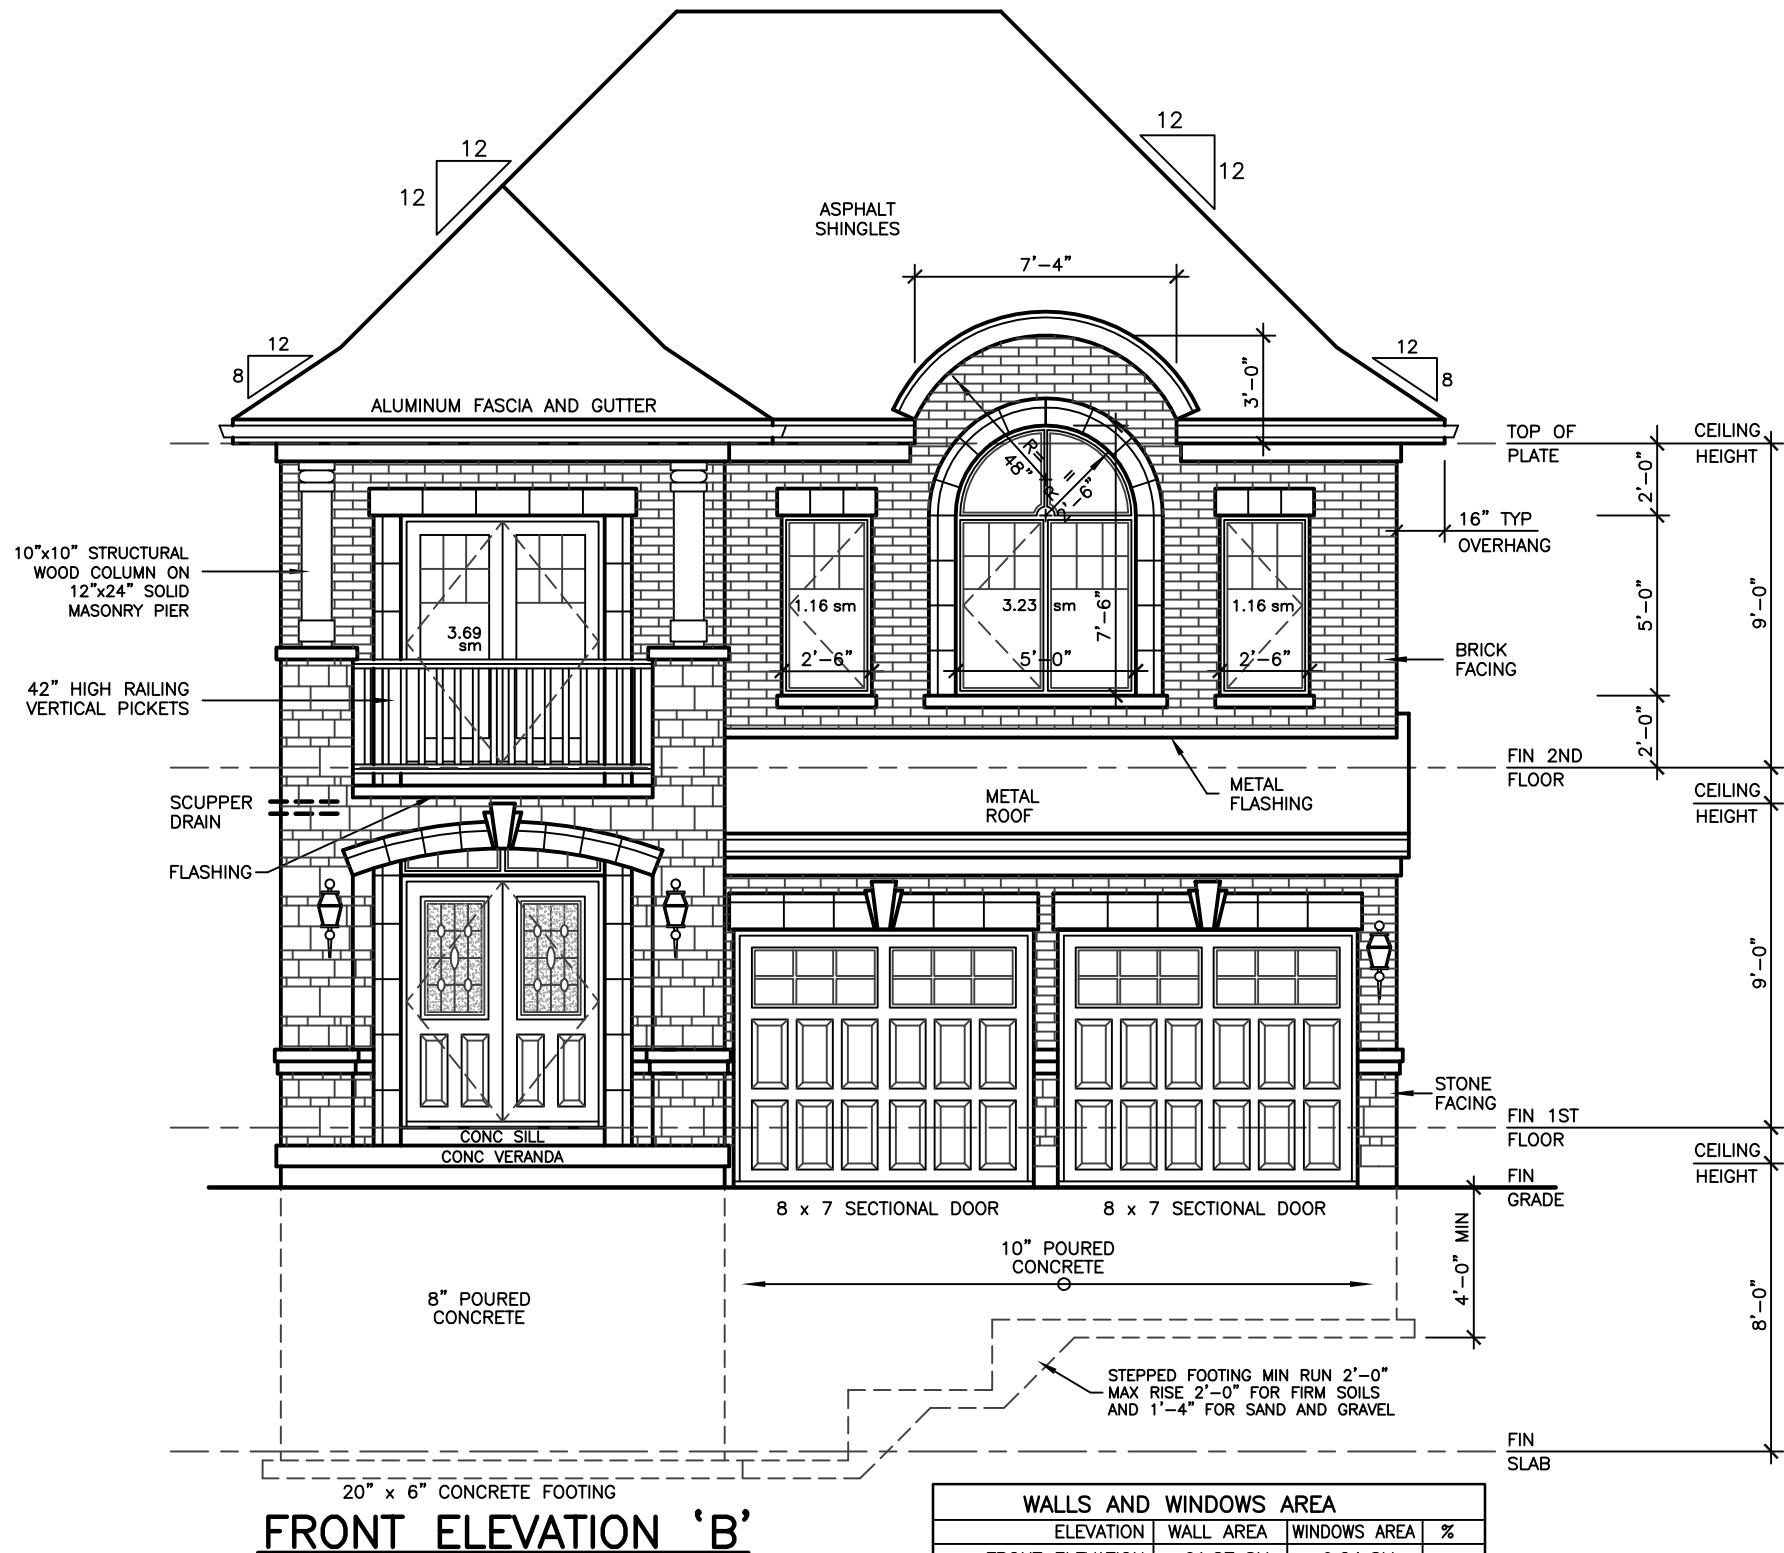 12
12
12
12
ASPHALT
SHINGLES
7'-4"
12
8
3'-0"
12
8
ALUMINUM FASCIA AND GUTTER
TOP OF
PLATE
CEILING
HEIGHT
R=
48"
R =
2'-6"
2'-0"
16" TYP
OVERHANG
10"x10" STRUCTURAL
WOOD COLUMN ON
12"x24" SOLID
MASONRY PIER
3.69
sm
1.16 sm
3.23 sm
1.16 sm
7'-6"
5'-0"
9'-0"
2'-6"
5'-0"
2'-6"
BRICK
FACING
42" HIGH RAILING
VERTICAL PICKETS
2'-0"
FIN 2ND
FLOOR
SCUPPER
DRAIN
METAL
ROOF
METAL
FLASHING
CEILING
HEIGHT
FLASHING
9'-0"
STONE
FACING
CONC SILL
CONC VERANDA
FIN 1ST
FLOOR
CEILING
HEIGHT
FIN
GRADE
8 x 7 SECTIONAL DOOR
8 x 7 SECTIONAL DOOR
10" POURED
CONCRETE
4'-0" MIN
8'-0"
8" POURED
CONCRETE
STEPPED FOOTING MIN RUN 2'-0"
MAX RISE 2'-0" FOR FIRM SOILS
AND 1'-4" FOR SAND AND GRAVEL
FIN
SLAB
20" x 6" CONCRETE FOOTING
FRONT ELEVATION 'B'
WALLS AND WINDOWS AREA
ELEVATION WALL AREA WINDOWS AREA %
FRONT ELEVATION